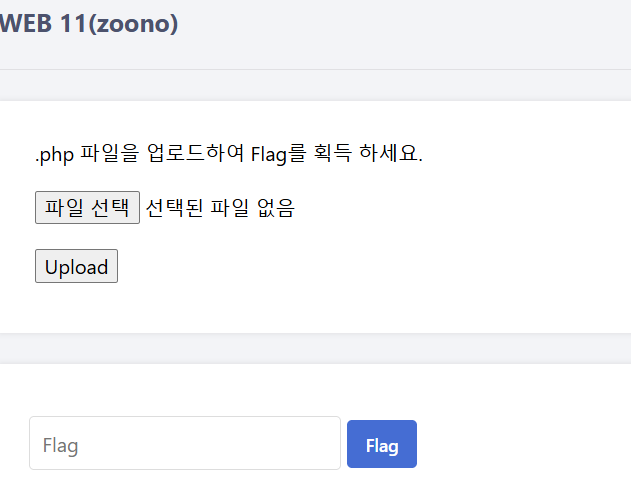 WEB 11(zoono)
.php 파일을 업로드하여 Flag를 획득 하세요.
파일 선택 선택된 파일 없음
Upload
Flag Flag